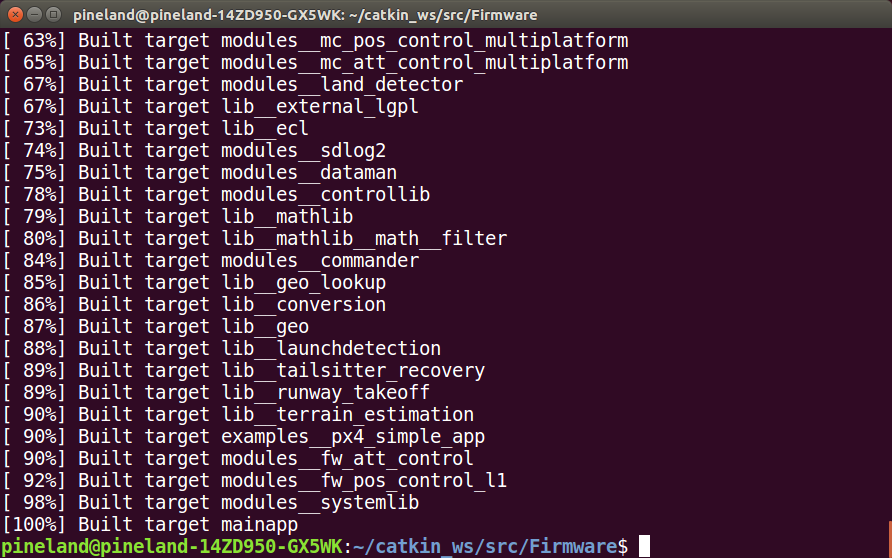 pineland@pineland-14ZD950-GX5WK: ~/catkin_ws/src/Firmware
[ 63%] Built target modules__mc_pos_control_multiplatform
[ 65%] Built target modules__mc_att_control_multiplatform
[ 67%] Built target modules__land_detector
[ 67%] Built target lib__external_lgpl
[ 73%] Built target lib__ecl
[ 74%] Built target modules__sdlog2
[ 75%] Built target modules__dataman
[ 78%] Built target modules__controllib
[ 79%] Built target lib__mathlib
[ 80%] Built target lib__mathlib__math__filter
[ 84%] Built target modules__commander
[ 85%] Built target lib__geo_lookup
[ 86%] Built target lib__conversion
[ 87%] Built target lib__geo
[ 88%] Built target lib__launchdetection
[ 89%] Built target lib__tailsitter_recovery
[ 89%] Built target lib__runway_takeoff
[ 90%] Built target lib__terrain_estimation
[ 90%] Built target examples__px4_simple_app
[ 90%] Built target modules__fw_att_control
[ 92%] Built target modules__fw_pos_control_l1
[ 98%] Built target modules__systemlib
[100%] Built target mainapp
pineland@pineland-14ZD950-GX5WK:~/catkin_ws/src/Firmware$